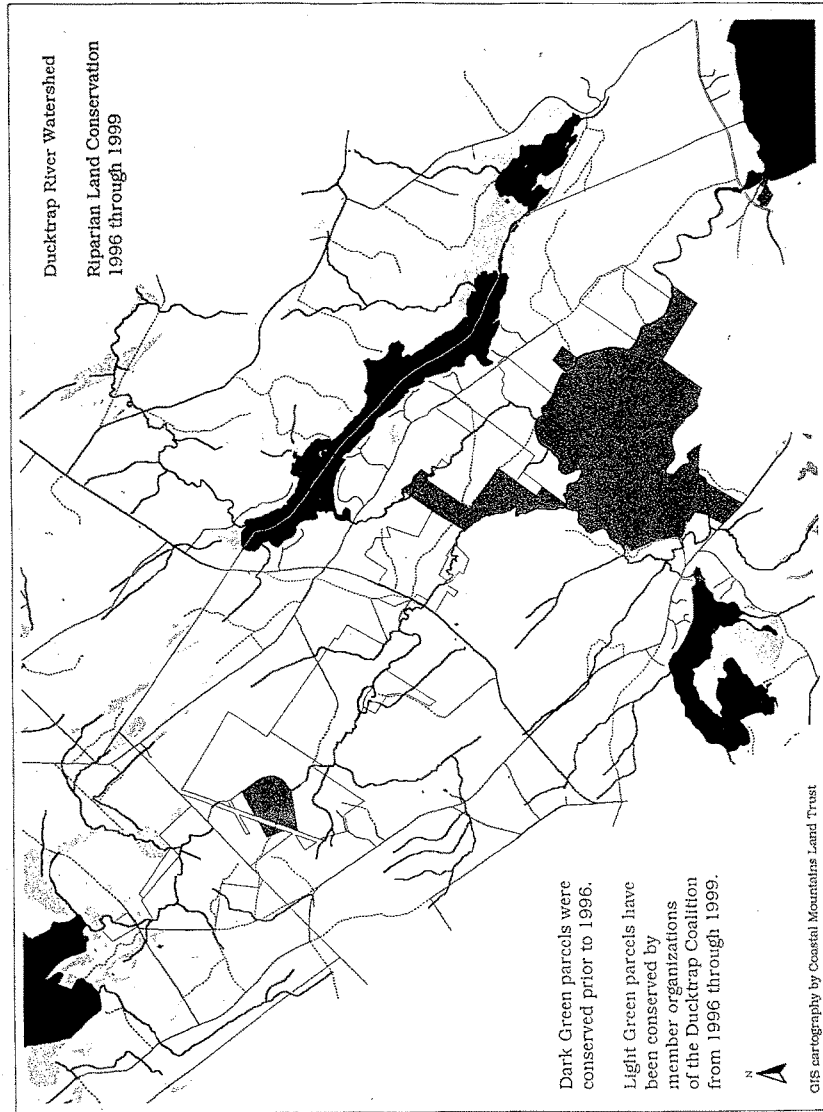 Ducktrap River Watershed
Riparian Land Conservation
1996 through 1999
Dark Green parcels were
conserved prior to 1996.
Light Green parcels have
been conserved by
member organizations
of the Ducktrap Coalition
from 1996 through 1999.
N
GIS cartography by Coastal Mountains Land Trust